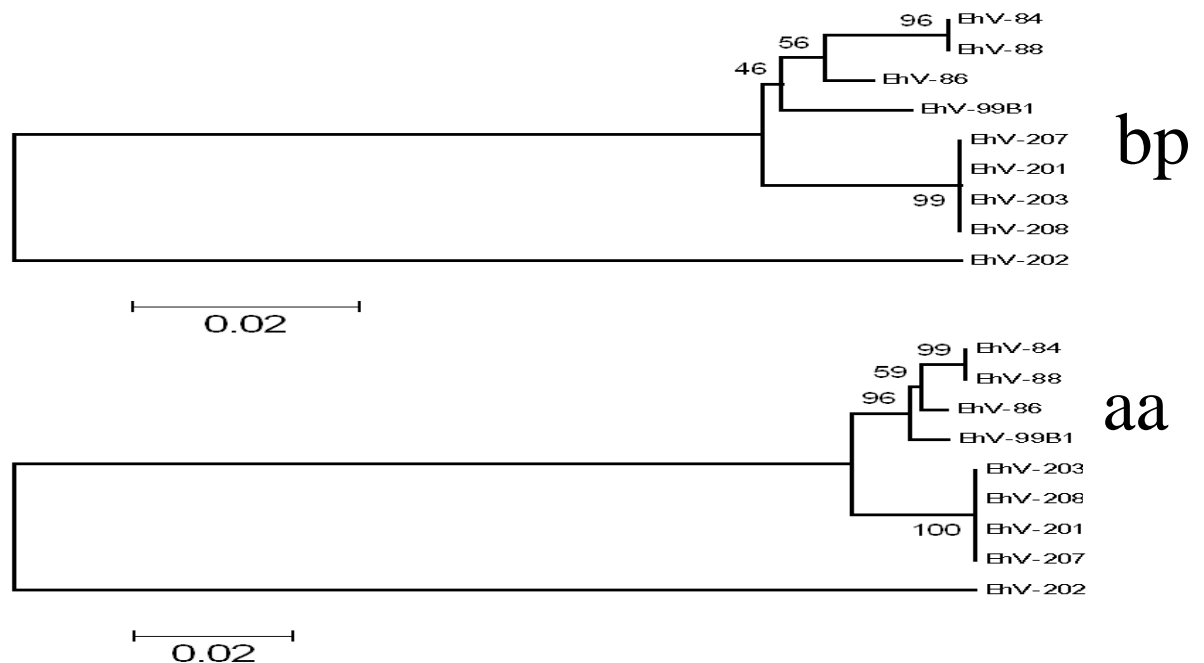 96 EhV-84
EhV-88
56
EhV-86
46
EhV-99B1
bp
EhV-207
EhV-201
99 EhV-203
EhV-208
EhV-202
0.02
99 EhV-84
EhV-88
59
EhV-86
96
aa
EhV-99B1
EhV-203
EhV-208
100 EhV-201
EhV-207
EhV-202
0.02